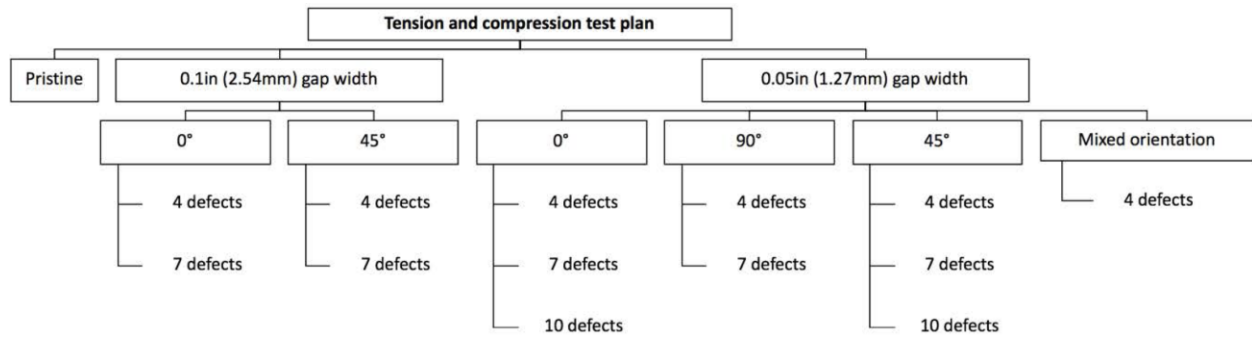 Tension and compression test plan
Pristine
0.1in (2.54mm) gap width
0.05in (1.27mm) gap width
0°
45°
0°
90°
45°
Mixed orientation
4 defects
4 defects
4 defects
4 defects
4 defects
4 defects
7 defects
7 defects
7 defects
7 defects
7 defects
10 defects
10 defects